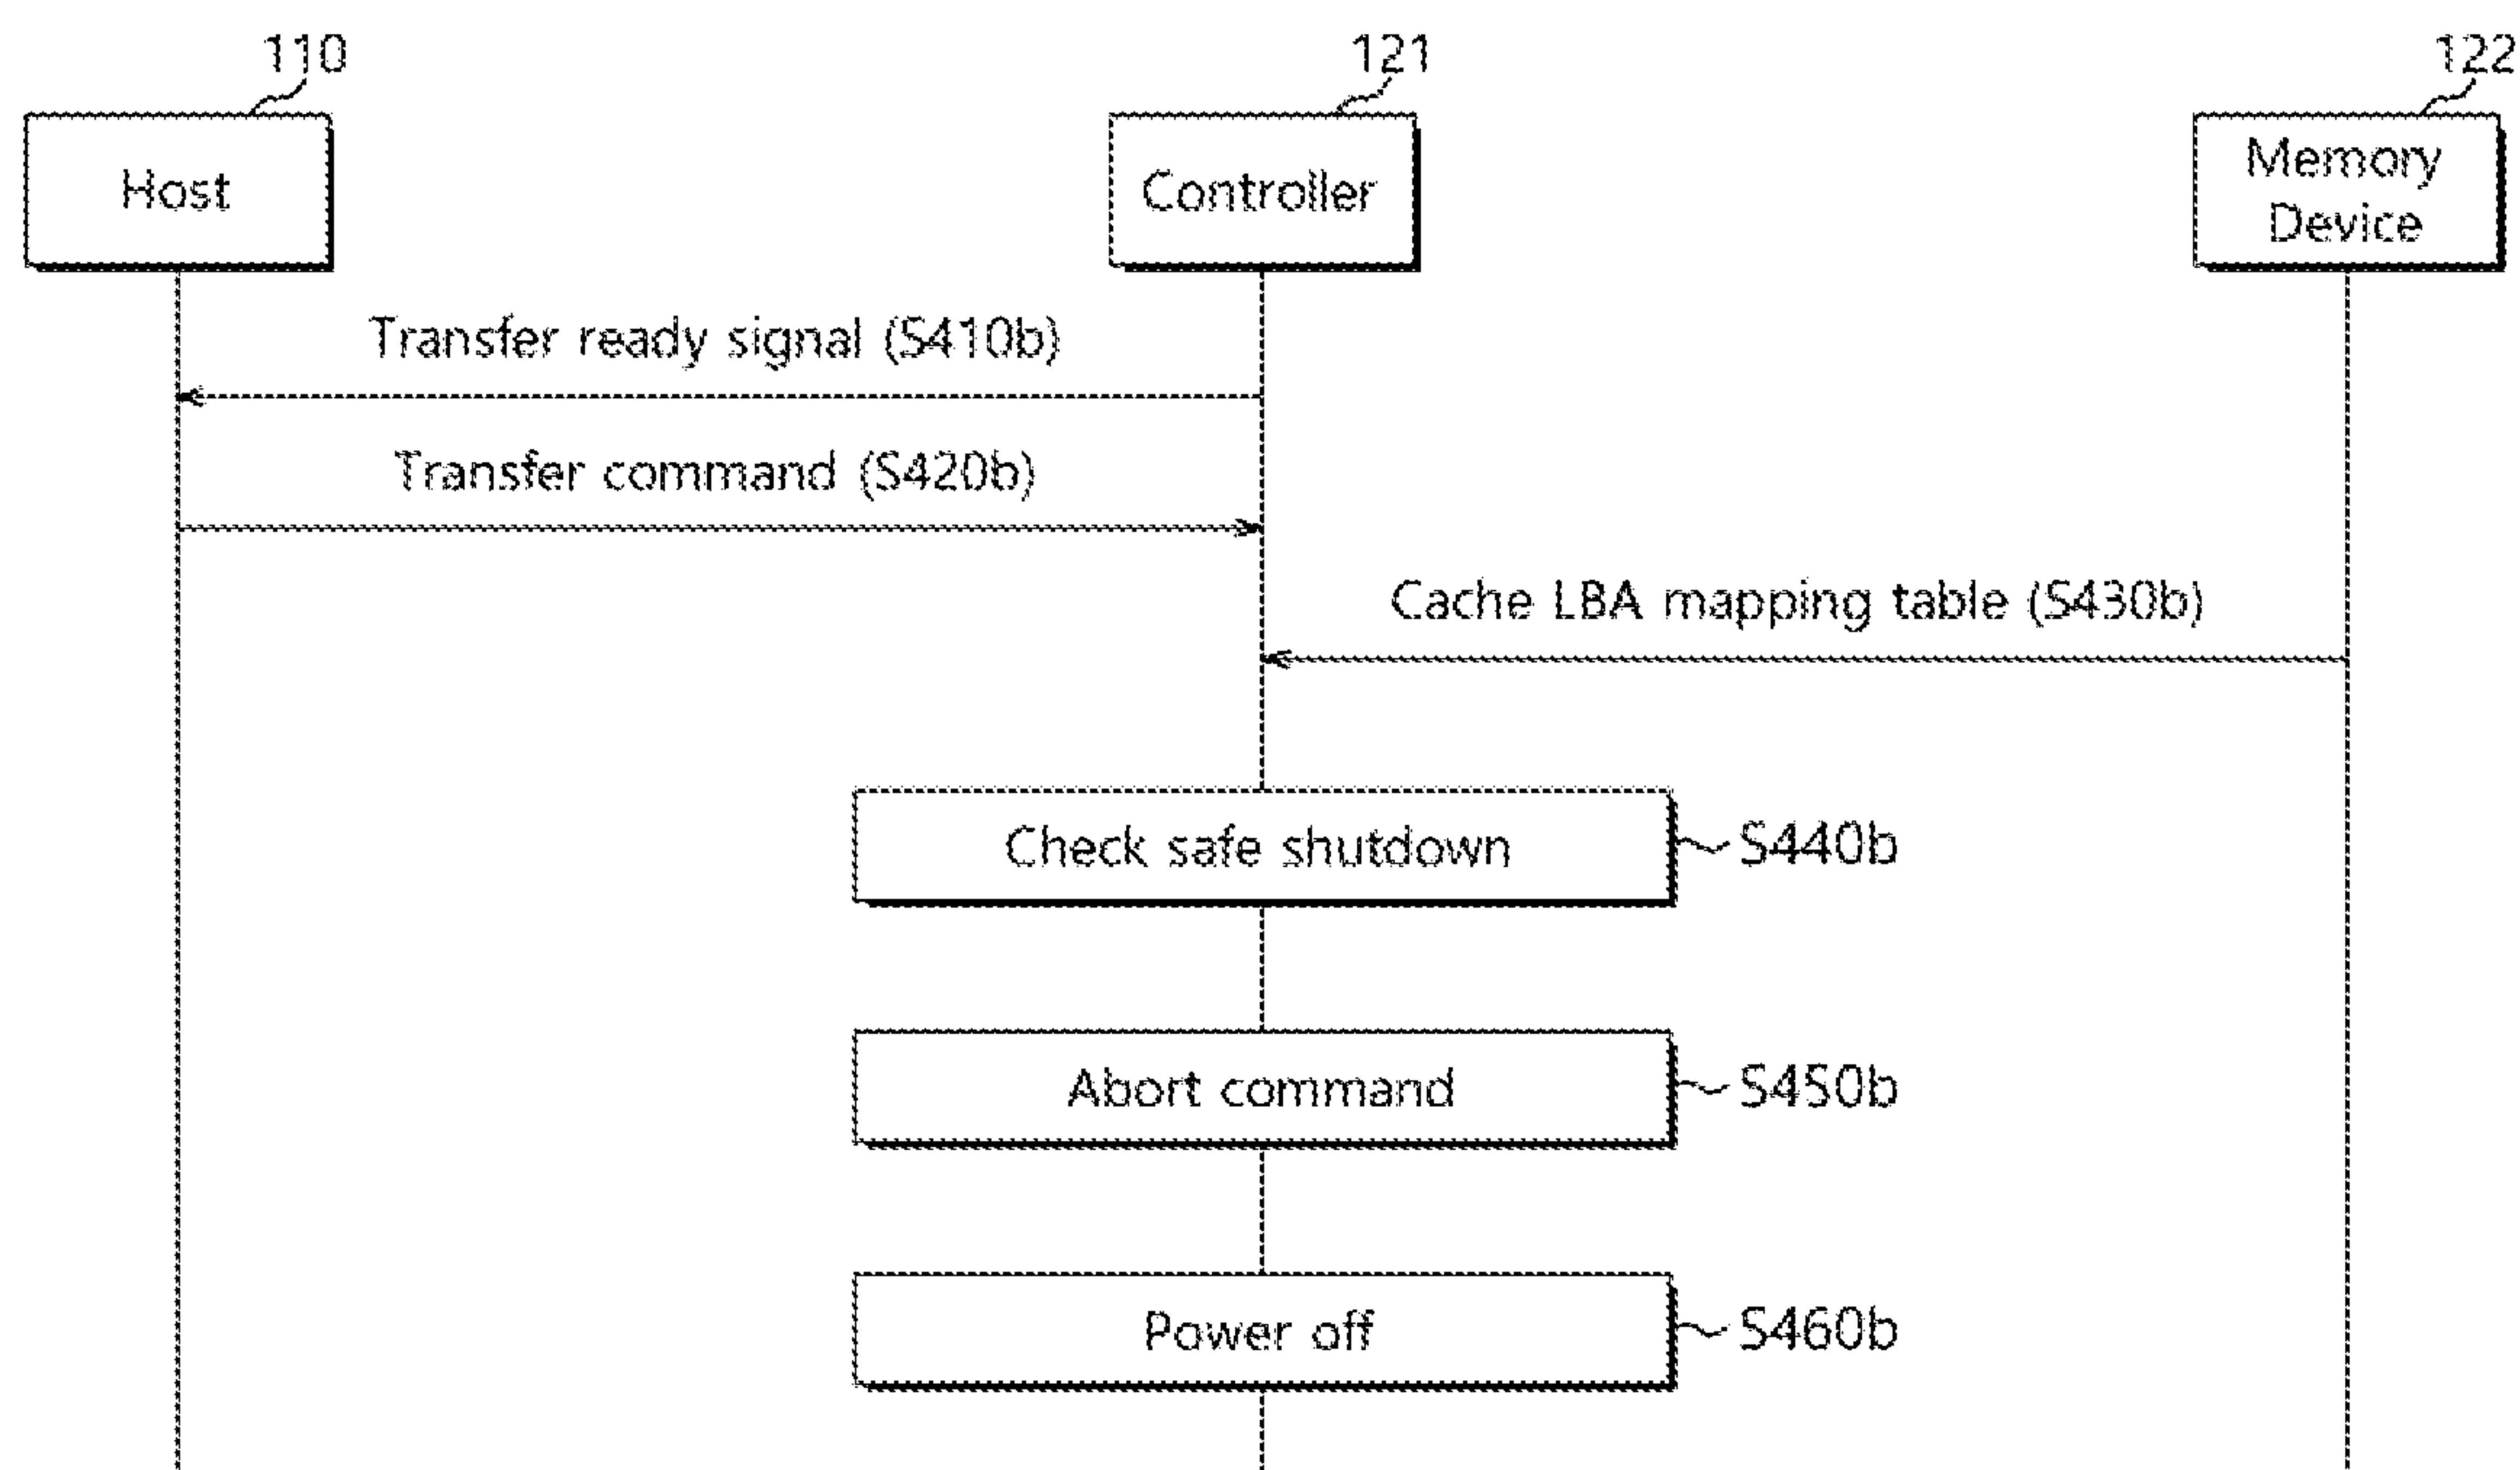 110
121
122
Host
Controller
Memory
Device
Transfer ready signal (S410b)
Transfer command (S420b)
Cache LBA mapping table (S430b)
Check safe shutdown
S440b
Abort command
S450b
Power off
S460b